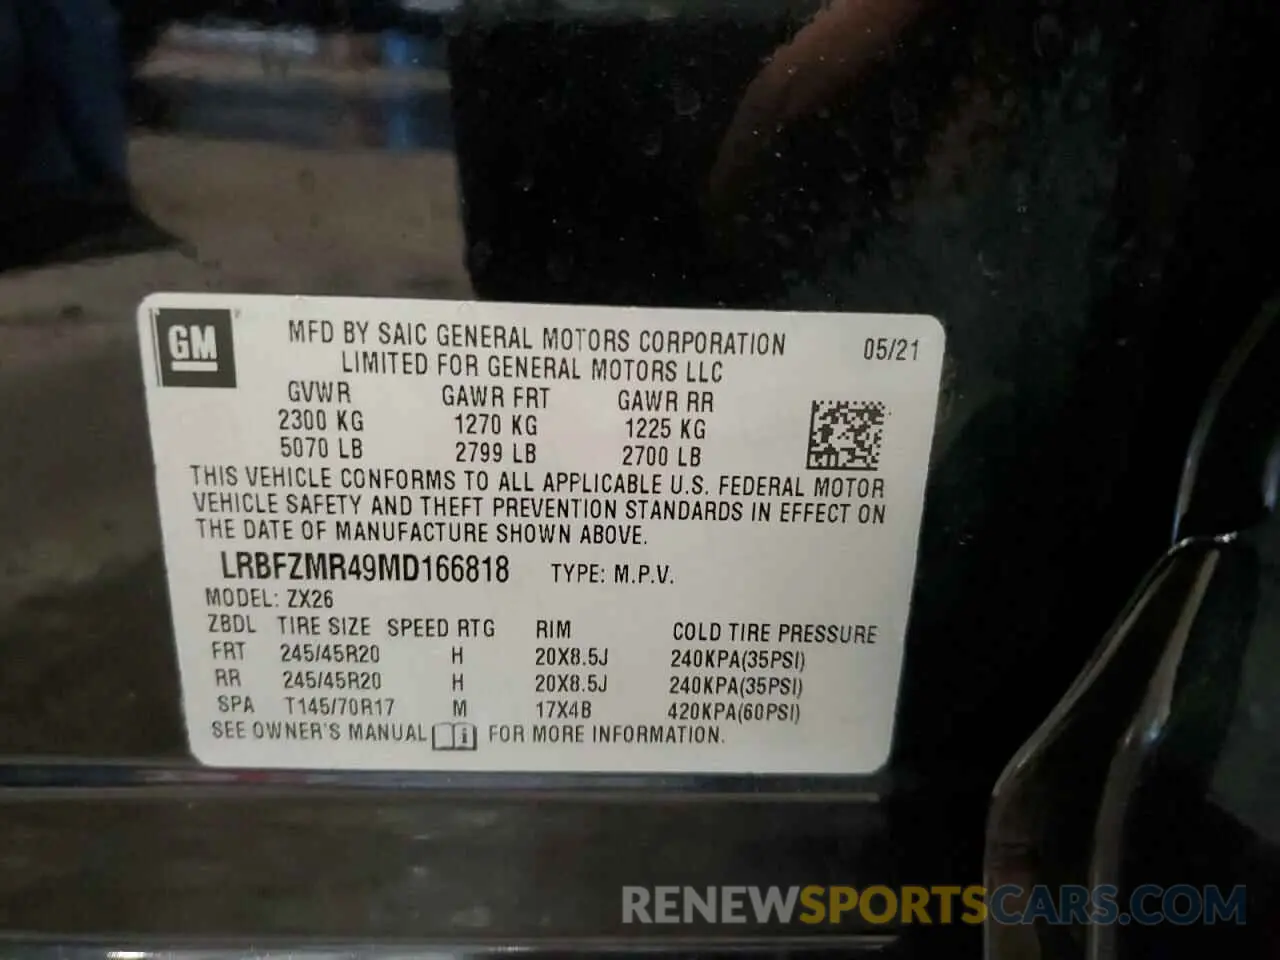 GM
MFD BY SAIC GENERAL MOTORS CORPORATION
LIMITED FOR GENERAL MOTORS LLC
05/21
GVWR GAWR FRT GAWR RR
2300 KG 1270 KG 1225 KG
5070 LB 2799 LB 2700 LB
THIS VEHICLE CONFORMS TO ALL APPLICABLE U.S. FEDERAL MOTOR
VEHICLE SAFETY AND THEFT PREVENTION STANDARDS IN EFFECT ON
THE DATE OF MANUFACTURE SHOWN ABOVE.
LRBFZMR49MD166818 TYPE: M.P.V.
MODEL: ZX26
ZBDL TIRE SIZE SPEED RTG RIM COLD TIRE PRESSURE
FRT 245/45R20 H 20X8.5J 240KPA(35PSI)
RR 245/45R20 H 20X8.5J 240KPA(35PSI)
SPA T145/70R17 M 17X4B 420KPA(60PSI)
SEE OWNER'S MANUAL i FOR MORE INFORMATION.
RENEWSPORTSCARS.COM